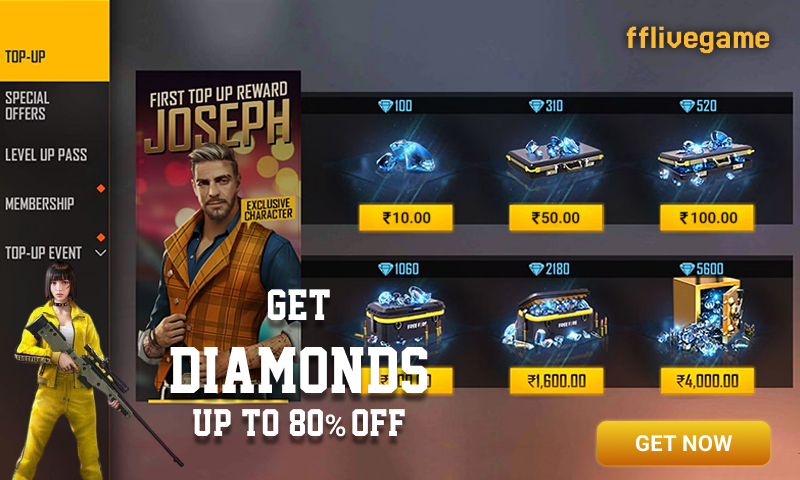 fflivegame
TOP-UP
SPECIAL
OFFERS
LEVEL UP PASS
MEMBERSHIP
TOP-UP EVENT
FIRST TOP UP REWARD
JOSEPH
EXCLUSIVE
CHARACTER
100
₹10.00
310
₹50.00
520
₹100.00
1060
2180
FREE FIRE
₹1,600.00
5600
₹4,000.00
GET
DIAMONDS
UP TO 80% OFF
GET NOW